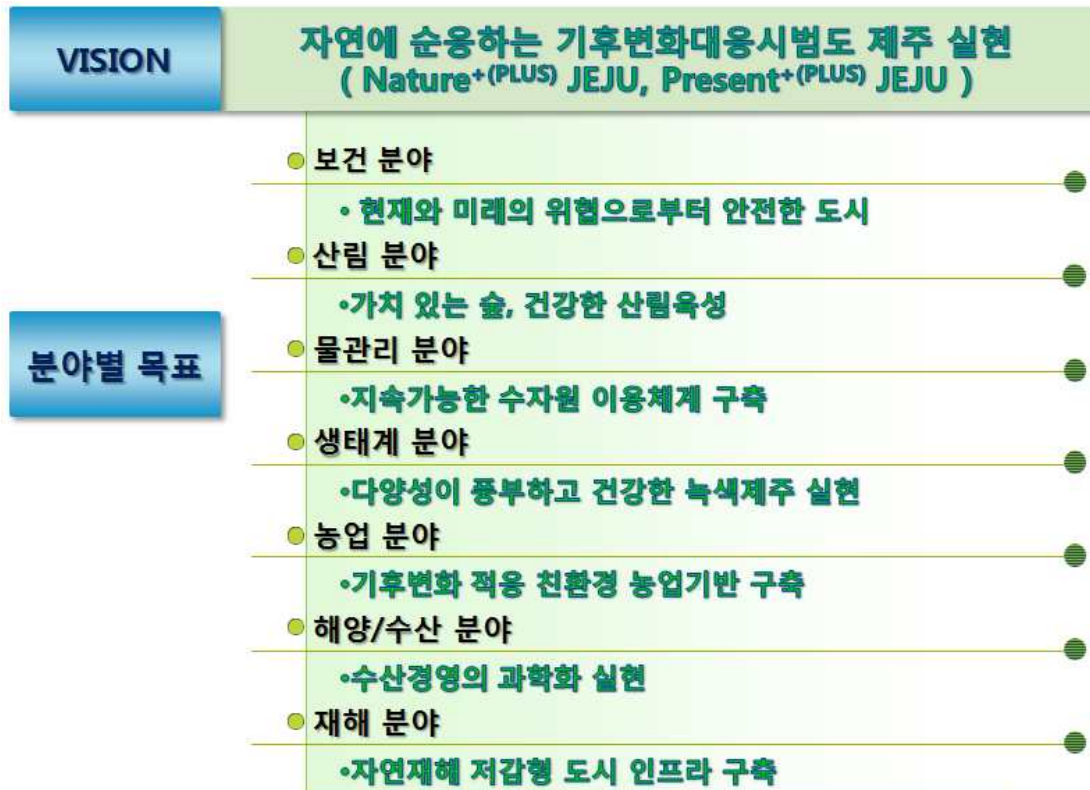 VISION
자연에 순응하는 기후변화대응시범도 제주 실현
( Nature+(PLUS) JEJU, Present+(PLUS) JEJU )
보건 분야
• 현재와 미래의 위협으로부터 안전한 도시
산림 분야
•가치 있는 숲, 건강한 산림육성
분야별 목표
물관리 분야
•지속가능한 수자원 이용체계 구축
생태계 분야
•다양성이 풍부하고 건강한 녹색제주 실현
농업 분야
•기후변화 적응 친환경 농업기반 구축
해양/수산 분야
•수산경영의 과학화 실현
재해 분야
•자연재해 저감형 도시 인프라 구축